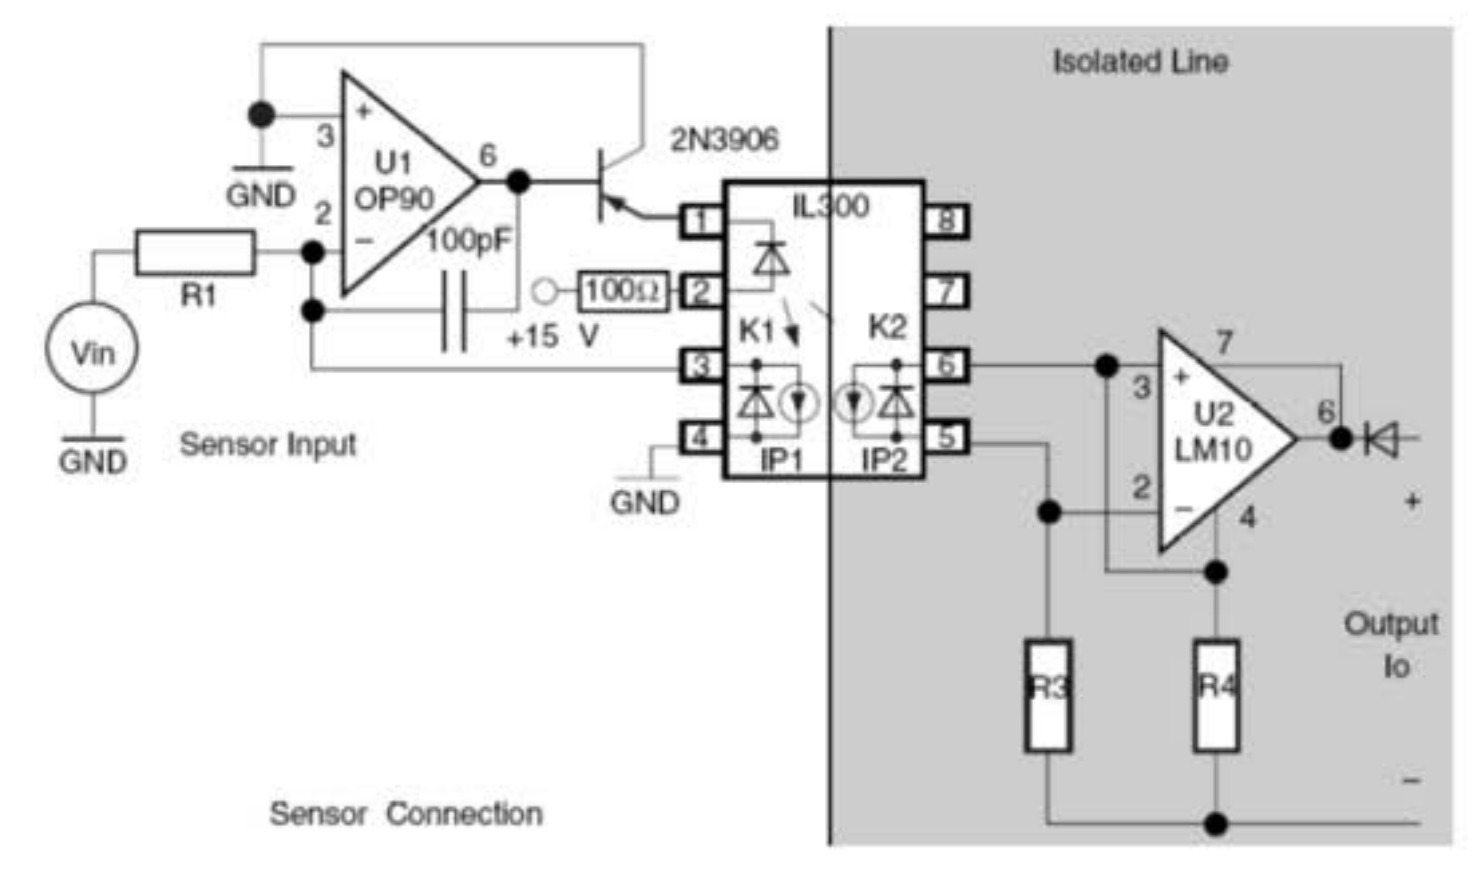 Isolated Line
+
3
U1
OP90
6
2N3906
GND
2
−
100pF
R1
Vin
GND
+15 V
100Ω
Sensor Input
IL300
1
2
3
4
8
7
6
5
K1
K2
IP1
IP2
GND
+
3
7
U2
LM10
6
2
−
4
+
R3
R4
Output
Io
−
Sensor Connection